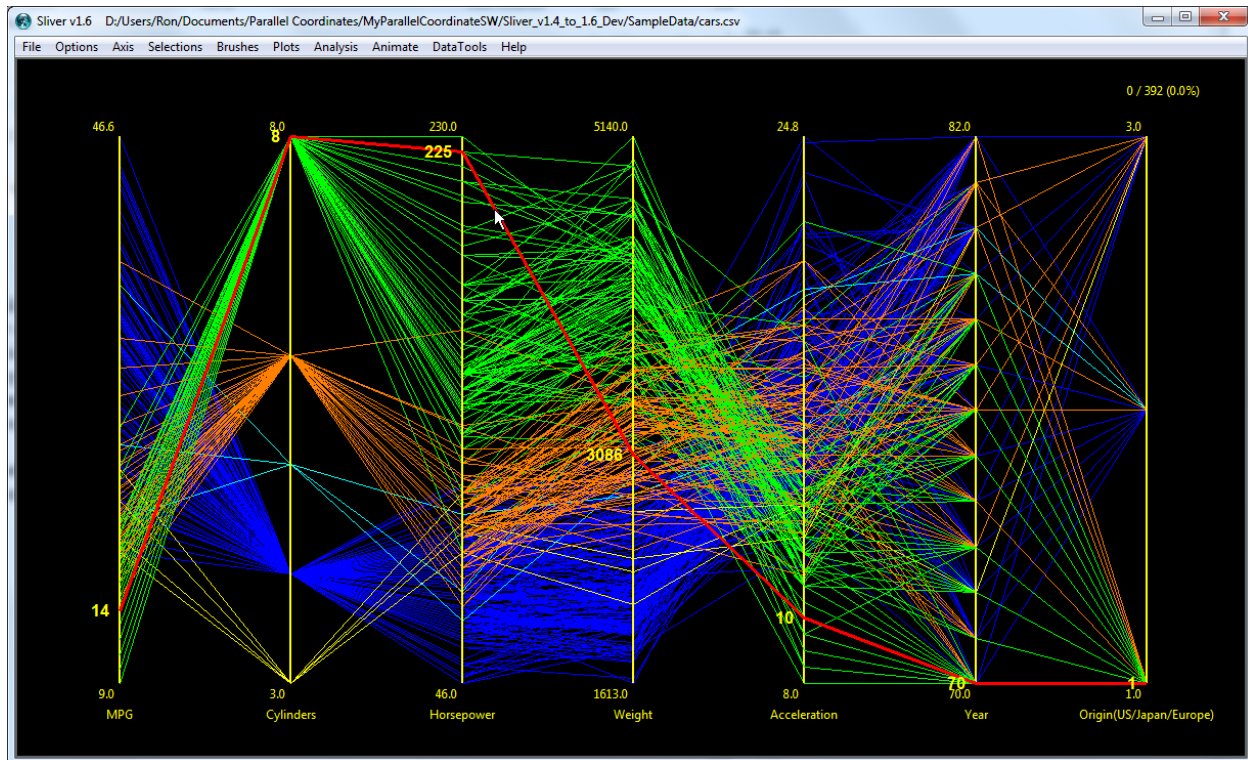 Sliver v1.6 D:/Users/Ron/Documents/Parallel Coordinates/MyParallelCoordinateSW/Sliver_v1.4_to_1.6_Dev/SampleData/cars.csv
File Options Axis Selections Brushes Plots Analysis Animate DataTools Help
0 / 392 (0.0%)
46.6 8.0 230.0 5140.0 24.8 82.0 3.0
8
225
3086
14
10
70
1
9.0 3.0 46.0 1613.0 8.0 70.0 1.0
MPG Cylinders Horsepower Weight Acceleration Year Origin(US/Japan/Europe)